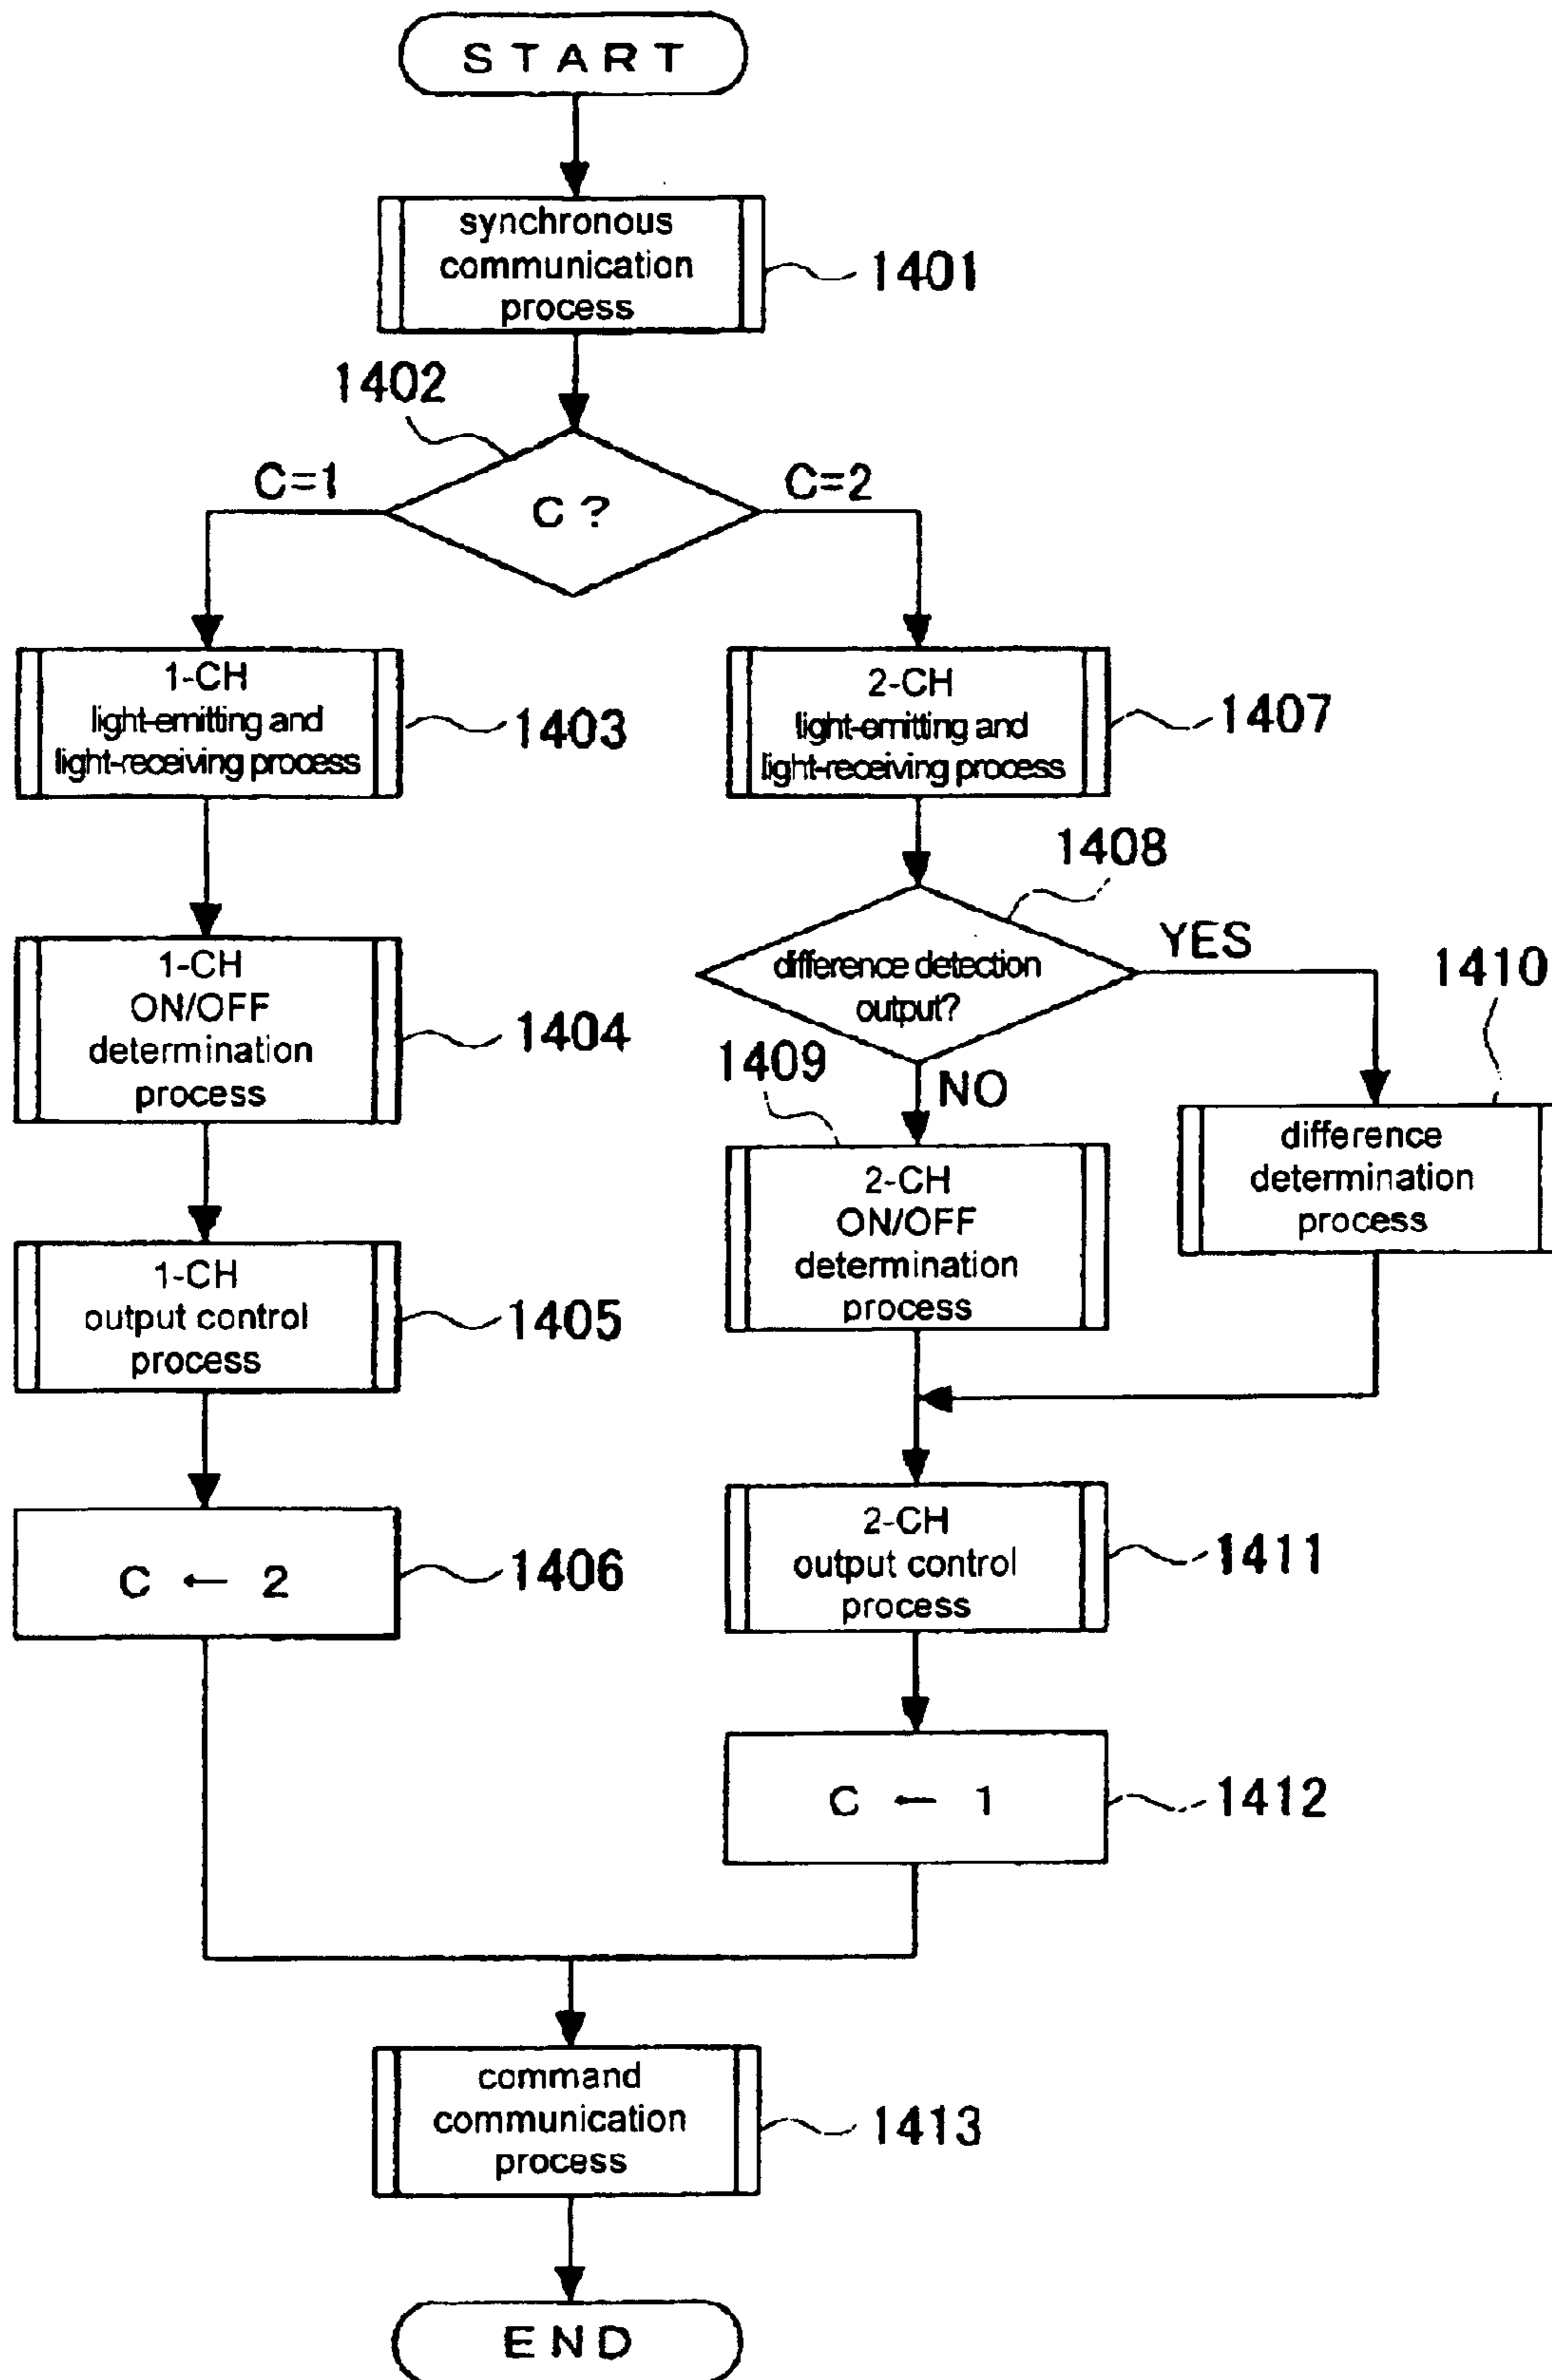 START
synchronous
communication
process
1401
1402
C ?
C=1
C=2
1-CH
light-emitting and
light-receiving process
1403
1-CH
ON/OFF
determination
process
1404
1-CH
output control
process
1405
C ← 2
1406
2-CH
light-emitting and
light-receiving process
1407
1408
difference detection
output?
YES
NO
1409
2-CH
ON/OFF
determination
process
1410
difference
determination
process
2-CH
output control
process
1411
C ← 1
1412
command
communication
process
1413
END